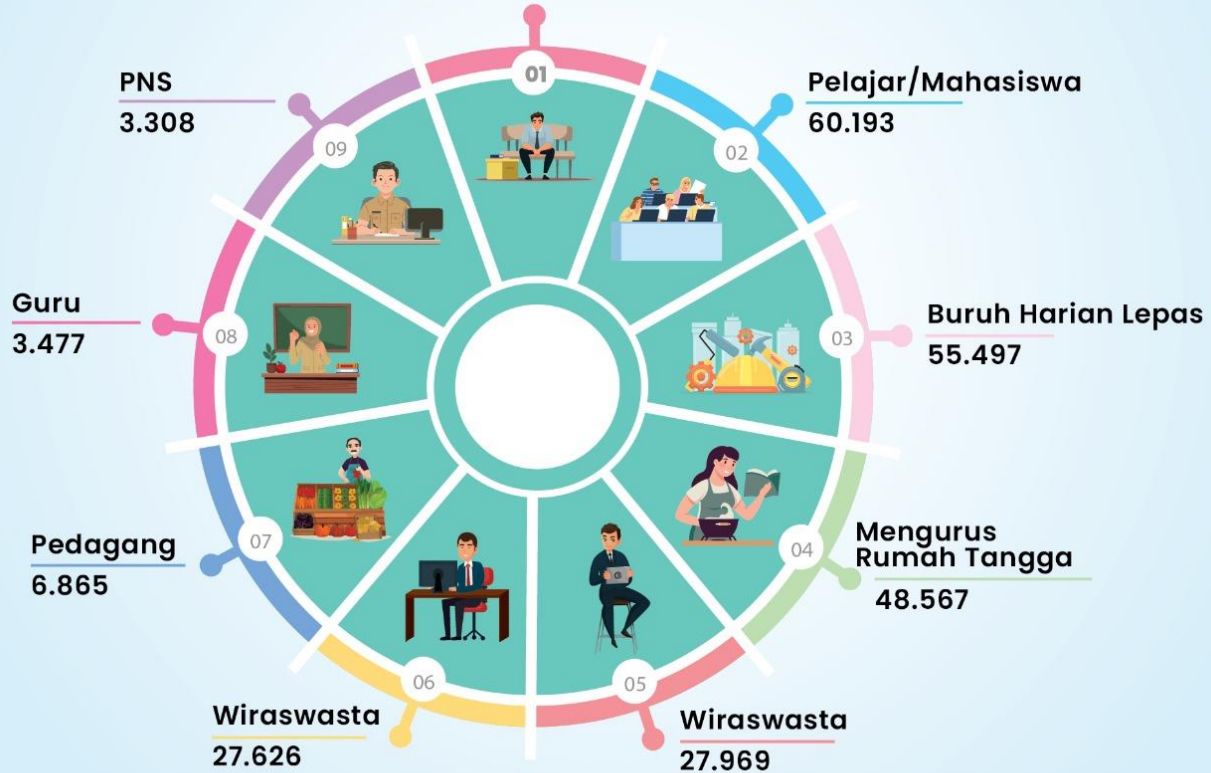 01
02
Pelajar/Mahasiswa
60.193
03
Buruh Harian Lepas
55.497
04
Mengurus
Rumah Tangga
48.567
05
Wiraswasta
27.969
06
Wiraswasta
27.626
07
Pedagang
6.865
08
Guru
3.477
09
PNS
3.308